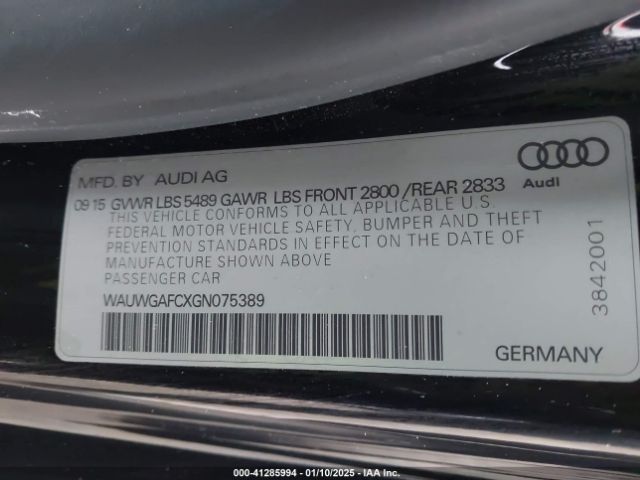 MFD. BY AUDI AG
09 15 GVWR LBS 5489 GAWR LBS FRONT 2800 /REAR 2833
THIS VEHICLE CONFORMS TO ALL APPLICABLE U.S.
FEDERAL MOTOR VEHICLE SAFETY, BUMPER AND THEFT
PREVENTION STANDARDS IN EFFECT ON THE DATE OF
MANUFACTURE SHOWN ABOVE
PASSENGER CAR
WAUWGAFCXGN075389
Audi
3842001
GERMANY
000-41285994 - 01/10/2025 - IAAI.COM